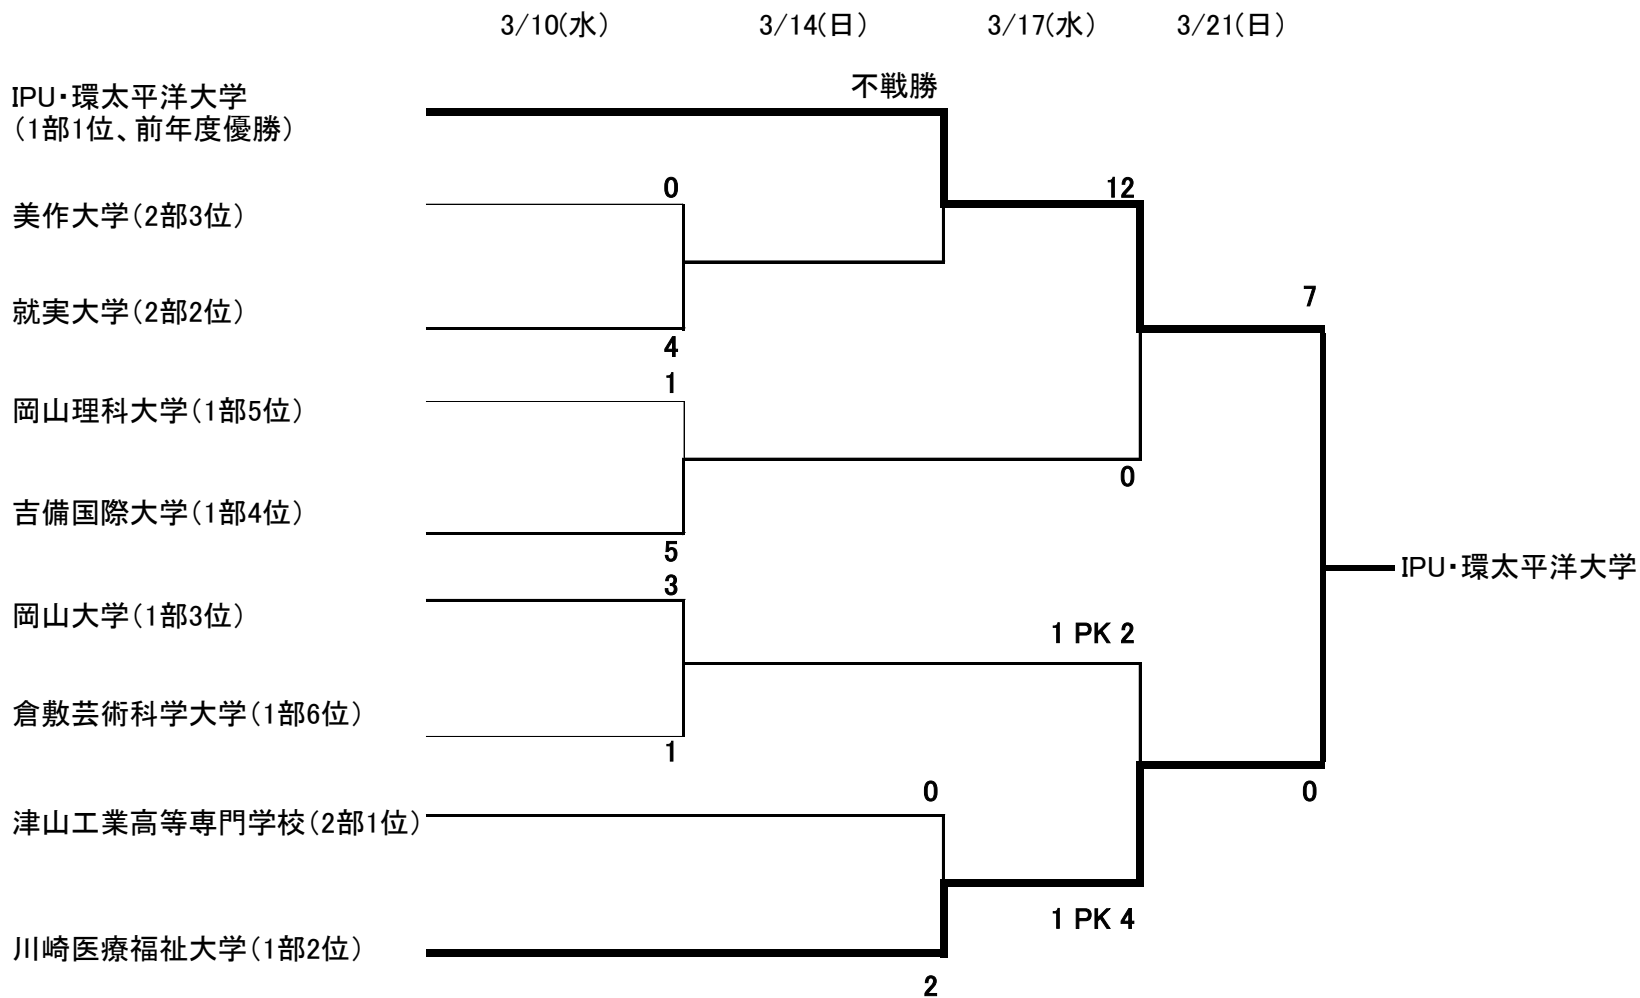 3/10(水) 3/14(日) 3/17(水) 3/21(日)
不戦勝
IPU・環太平洋大学
（1部1位、前年度優勝）
0
12
美作大学（2部3位）
7
就実大学（2部2位）
4
1
岡山理科大学（1部5位）
0
吉備国際大学（1部4位）
5
IPU・環太平洋大学
3
岡山大学（1部3位）
1 PK 2
倉敷芸術科学大学（1部6位）
1
0
0
津山工業高等専門学校（2部1位）
1 PK 4
川崎医療福祉大学（1部2位）
2